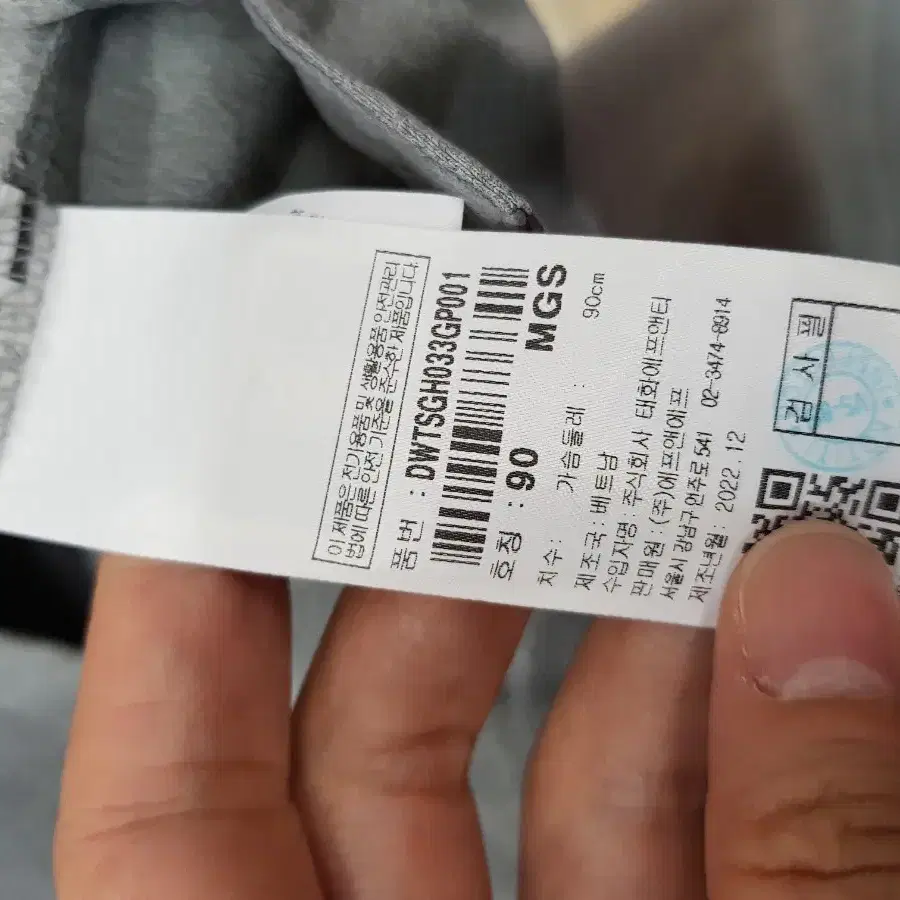 이 제품은 전기용품 및 생활용품 안전관리
법에 따른 안전기준을 준수한 제품입니다
품번 : DWTSGH033GP001
호칭 : 90 MGS
치수: 가슴둘레 : 90cm
제조국 : 베트남
수입자명 : 주식회사 태화에프앤티
판매원 : (주)에프앤에프
서울시 강남구 언주로 541 02-3474-6914
제조년월 : 2022.12
검 사 필